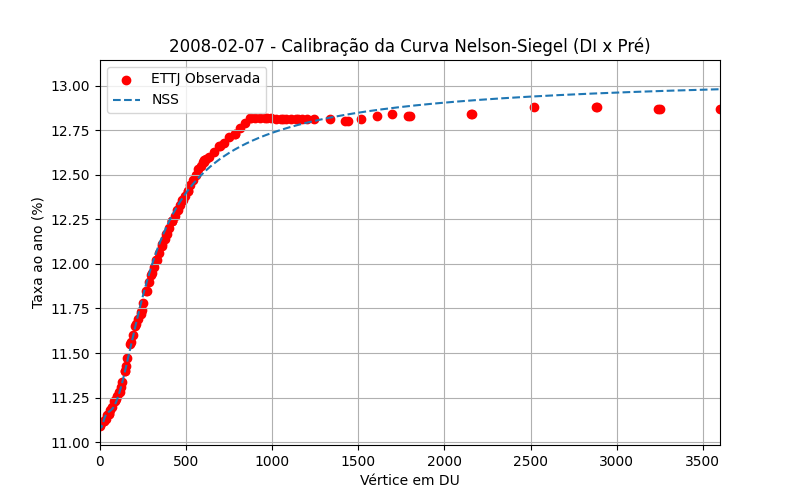 2008-02-07 - Calibração da Curva Nelson-Siegel (DI x Pré)
ETTJ Observada
NSS
Taxa ao ano (%)
13.00
12.75
12.50
12.25
12.00
11.75
11.50
11.25
11.00
0 500 1000 1500 2000 2500 3000 3500
Vértice em DU